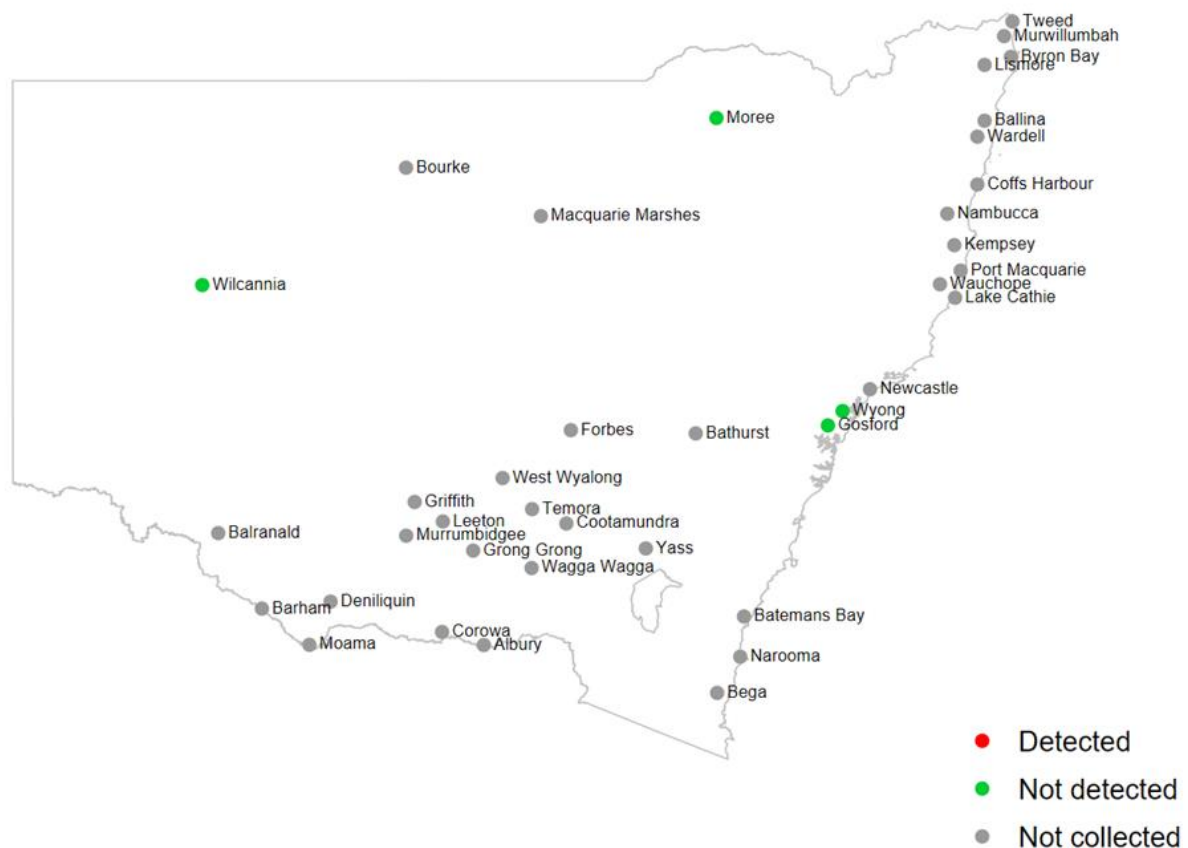 Tweed
Murwillumbah
Byron Bay
Lismore
Moree
Ballina
Wardell
Bourke
Coffs Harbour
Macquarie Marshes
Nambucca
Kempsey
Port Macquarie
Wilcannia
Wauchope
Lake Cathie
Newcastle
Wyong
Gosford
Forbes
Bathurst
West Wyalong
Griffith
Temora
Leeton
Cootamundra
Balranald
Murrumbidgee
Grong Grong
Yass
Wagga Wagga
Deniliquin
Barham
Batemans Bay
Corowa
Moama
Albury
Narooma
Bega
Detected
Not detected
Not collected